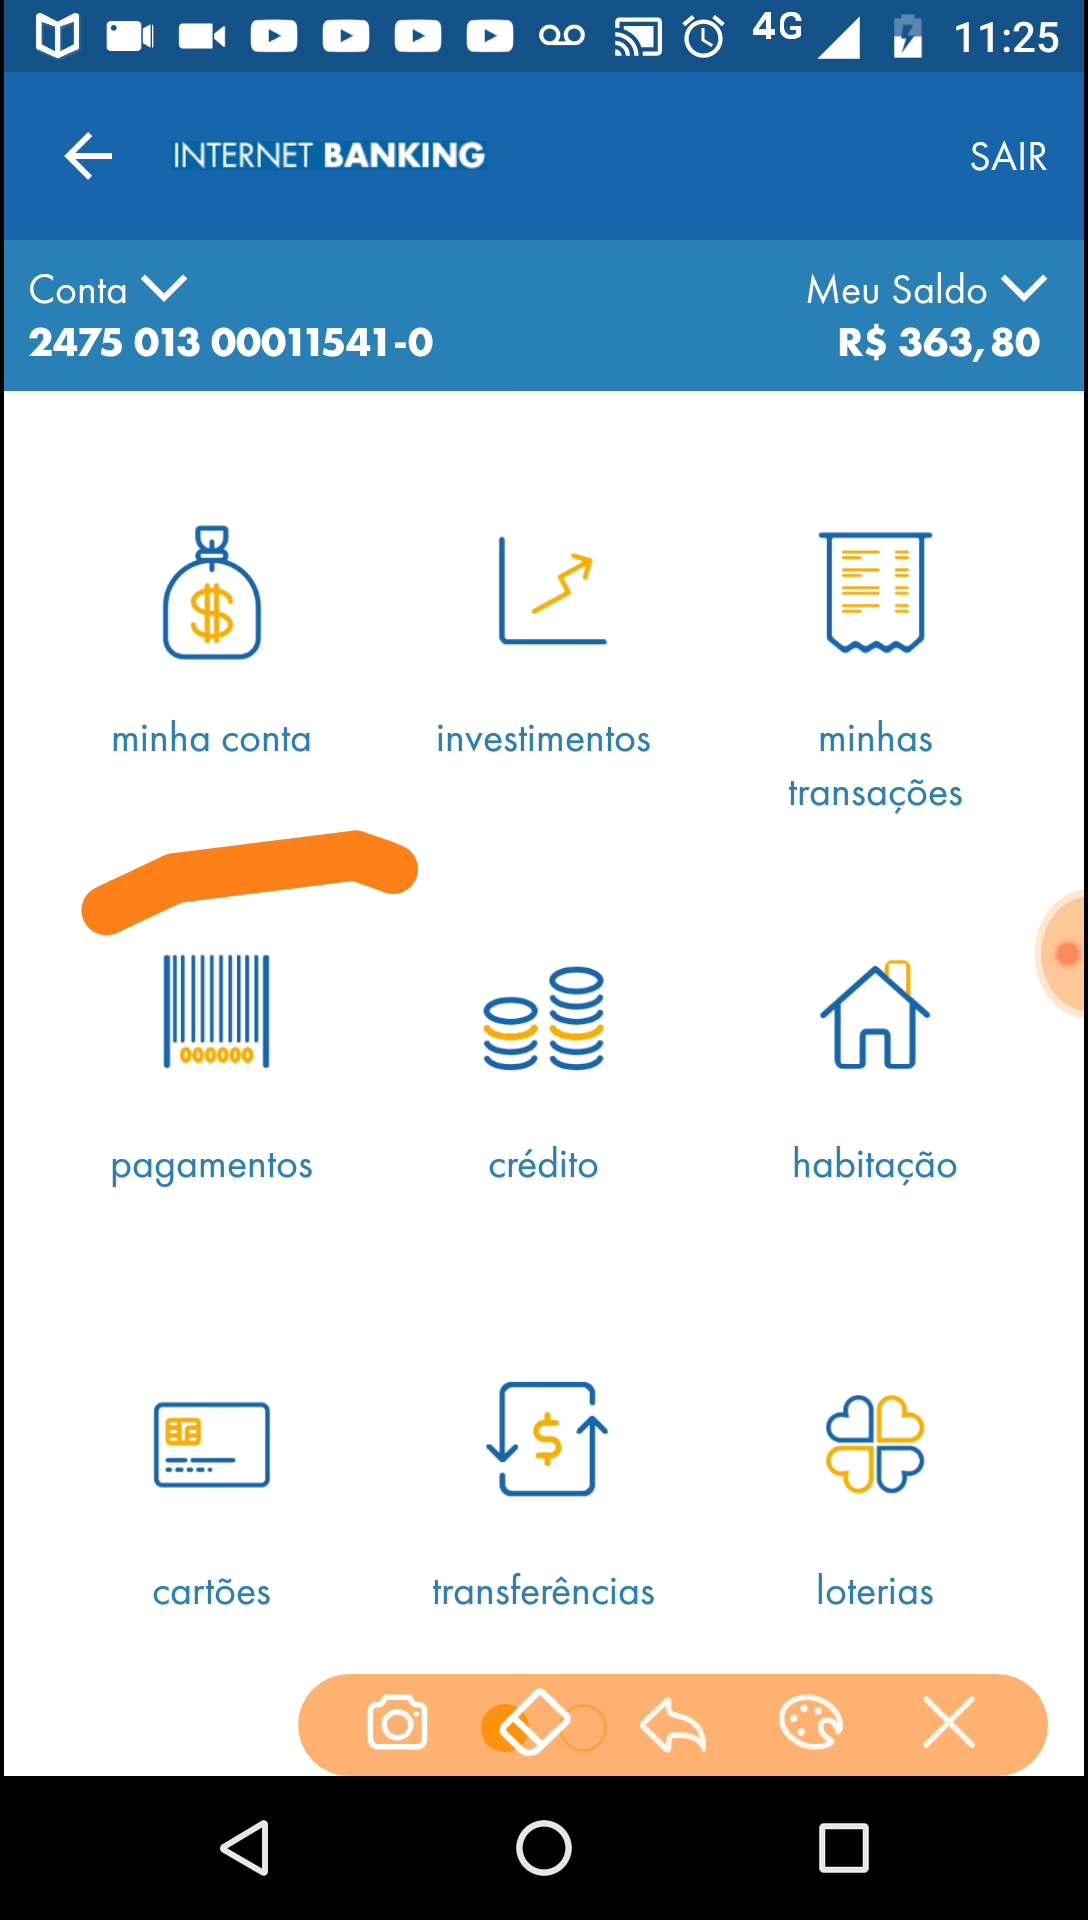 4G 11:25
INTERNET BANKING SAIR
Conta Meu Saldo
2475 013 00011541-0 R$ 363,80
minha conta investimentos minhas
transações
000000
pagamentos crédito habitação
cartões transferências loterias